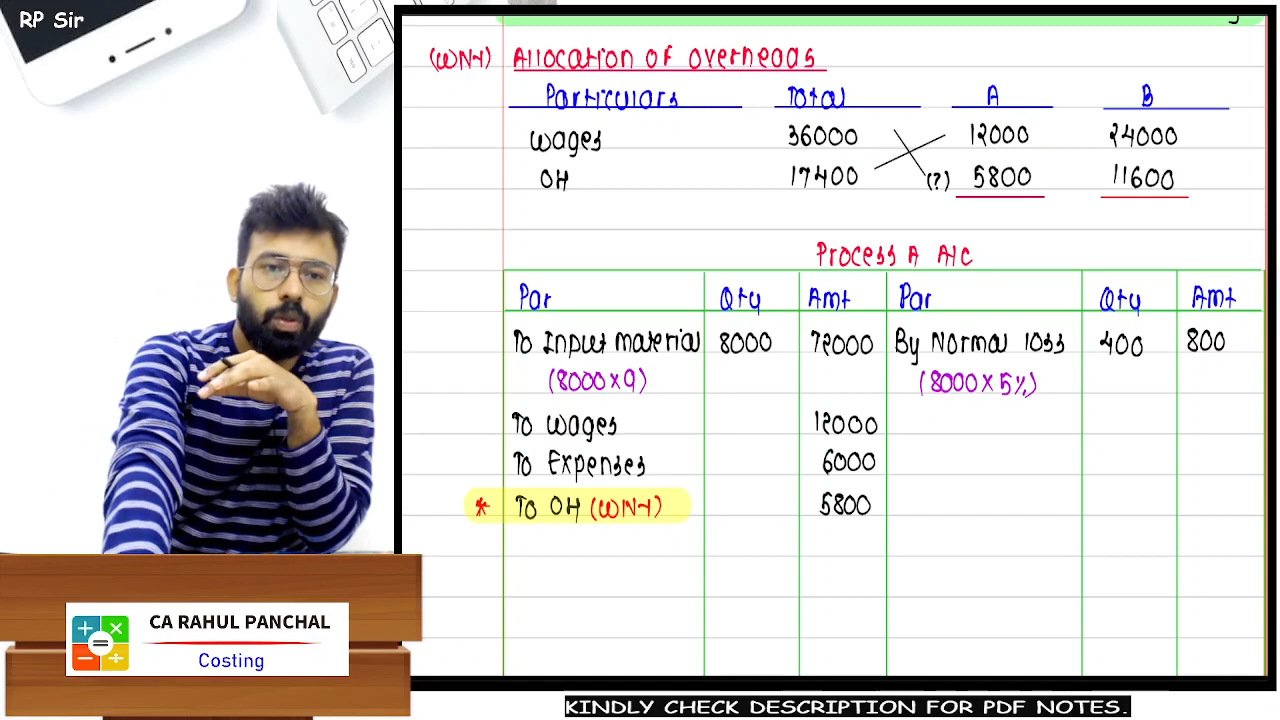 RP Sir
(WN-1) Allocation of overheads
Particulars Total A B
Wages 36000 12000 24000
OH 17400 (?) 5800 11600
Process A A/C
Par Qty Amt Par Qty Amt
To Input material 8000 72000 By Normal loss 400 800
(8000×9) (8000×5%)
To Wages 12000
To Expenses 6000
* To OH (WN-1) 5800
CA RAHUL PANCHAL
Costing
KINDLY CHECK DESCRIPTION FOR PDF NOTES.